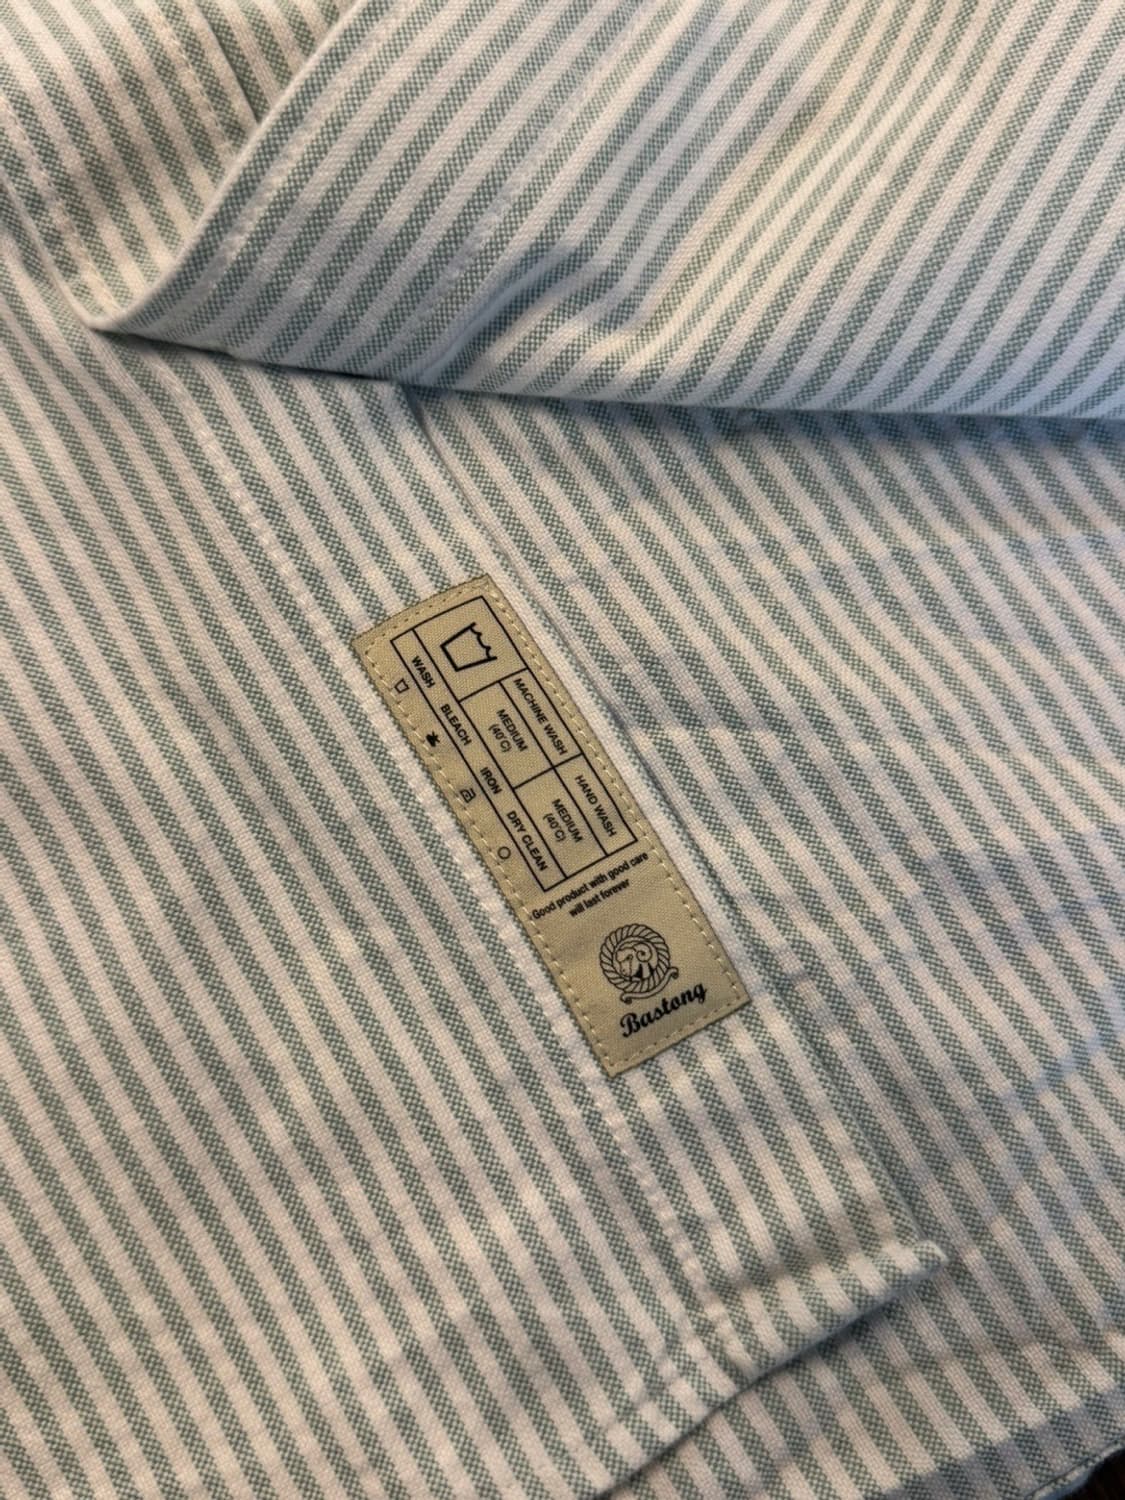 MACHINE WASH
HAND WASH
MEDIUM
(40°C)
MEDIUM
(40°C)
WASH BLEACH IRON DRY CLEAN
Good product with good care
will last forever
Bastong